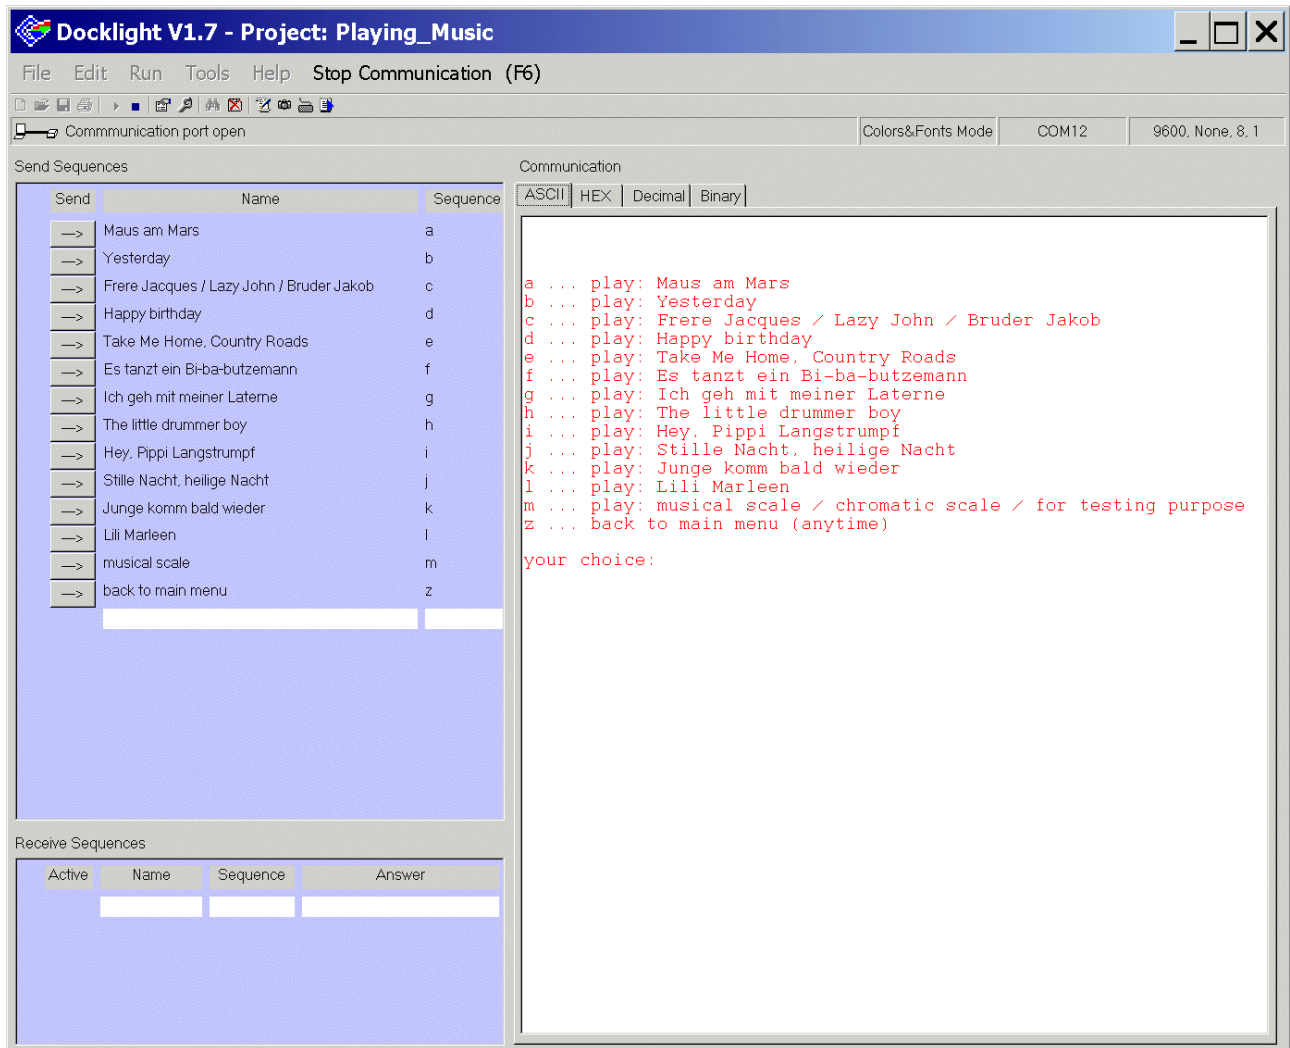 Docklight V1.7 - Project: Playing_Music
File Edit Run Tools Help Stop Communication (F6)
Commmunication port open Colors&Fonts Mode COM12 9600, None, 8, 1
Send Sequences
Send Name Sequence
---> Maus am Mars a
---> Yesterday b
---> Frere Jacques / Lazy John / Bruder Jakob c
---> Happy birthday d
---> Take Me Home, Country Roads e
---> Es tanzt ein Bi-ba-butzemann f
---> Ich geh mit meiner Laterne g
---> The little drummer boy h
---> Hey, Pippi Langstrumpf i
---> Stille Nacht, heilige Nacht j
---> Junge komm bald wieder k
---> Lili Marleen l
---> musical scale m
---> back to main menu z
Receive Sequences
Active Name Sequence Answer
Communication
ASCII HEX Decimal Binary
a ... play: Maus am Mars
b ... play: Yesterday
c ... play: Frere Jacques / Lazy John / Bruder Jakob
d ... play: Happy birthday
e ... play: Take Me Home, Country Roads
f ... play: Es tanzt ein Bi-ba-butzemann
g ... play: Ich geh mit meiner Laterne
h ... play: The little drummer boy
i ... play: Hey, Pippi Langstrumpf
j ... play: Stille Nacht, heilige Nacht
k ... play: Junge komm bald wieder
l ... play: Lili Marleen
m ... play: musical scale / chromatic scale / for testing purpose
z ... back to main menu (anytime)
your choice: